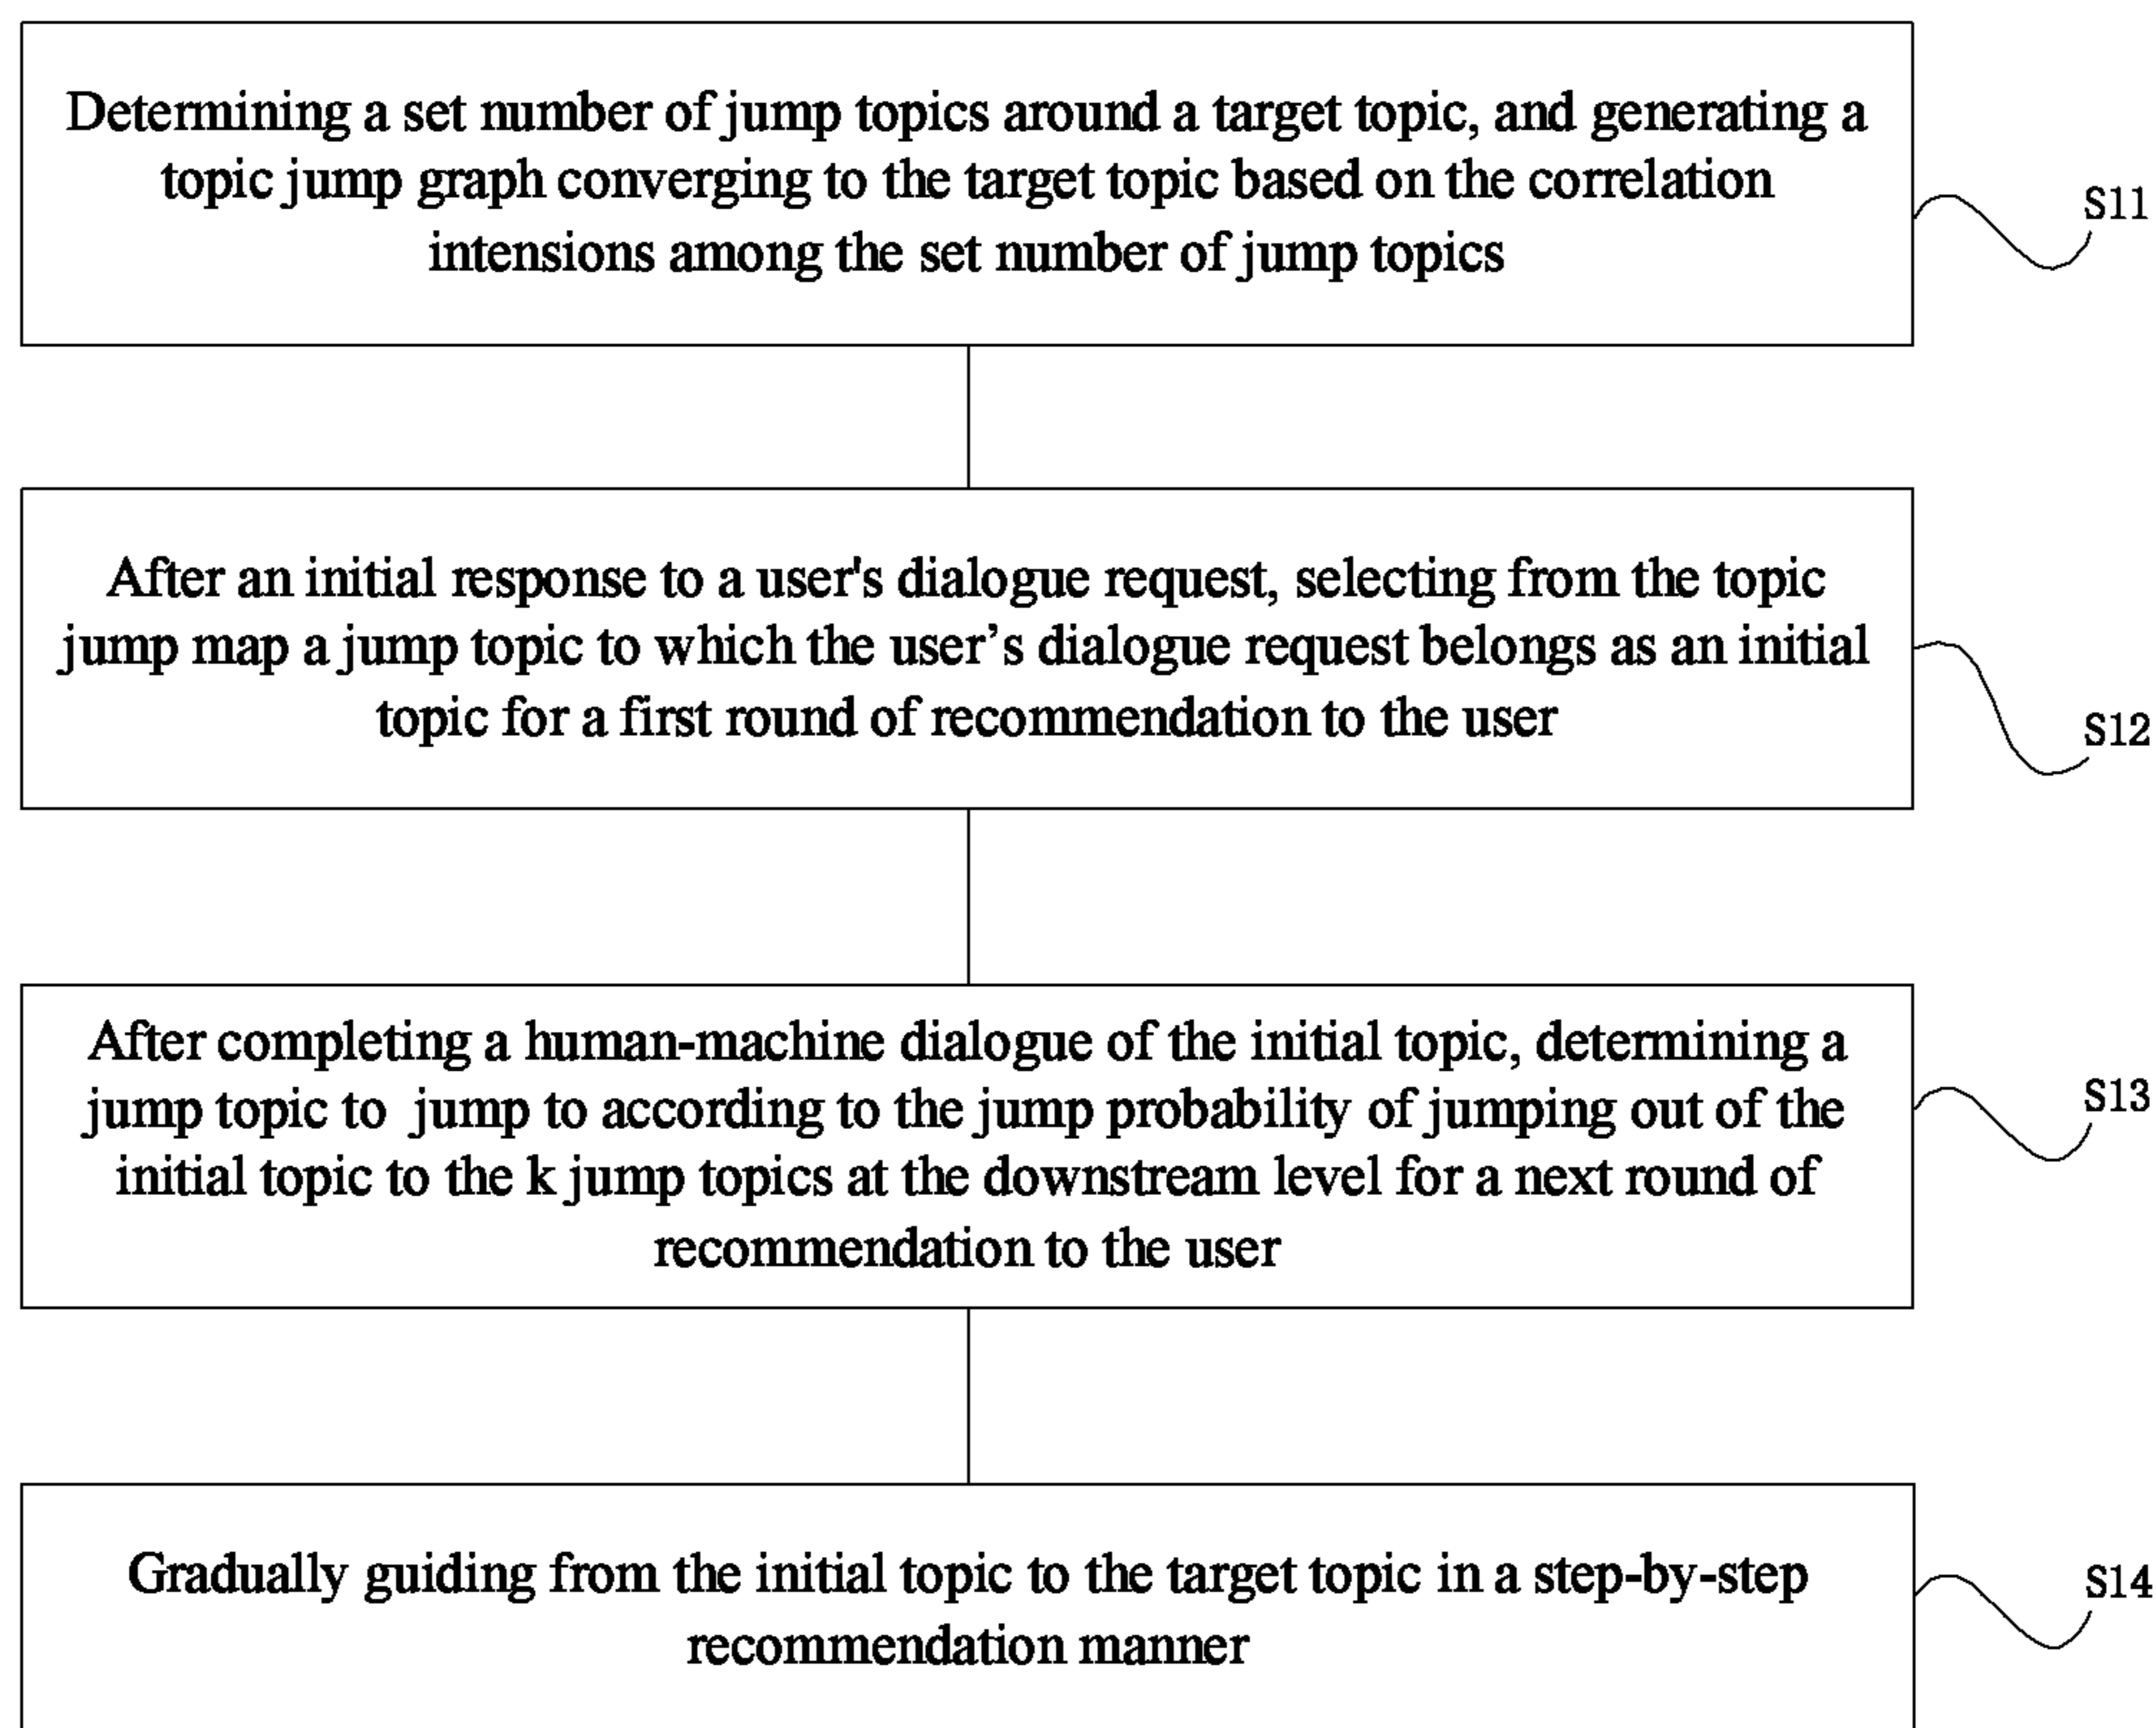 Determining a set number of jump topics around a target topic, and generating a
topic jump graph converging to the target topic based on the correlation
intensions among the set number of jump topics
S11
After an initial response to a user's dialogue request, selecting from the topic
jump map a jump topic to which the user’s dialogue request belongs as an initial
topic for a first round of recommendation to the user
S12
After completing a human-machine dialogue of the initial topic, determining a
jump topic to jump to according to the jump probability of jumping out of the
initial topic to the k jump topics at the downstream level for a next round of
recommendation to the user
S13
Gradually guiding from the initial topic to the target topic in a step-by-step
recommendation manner
S14